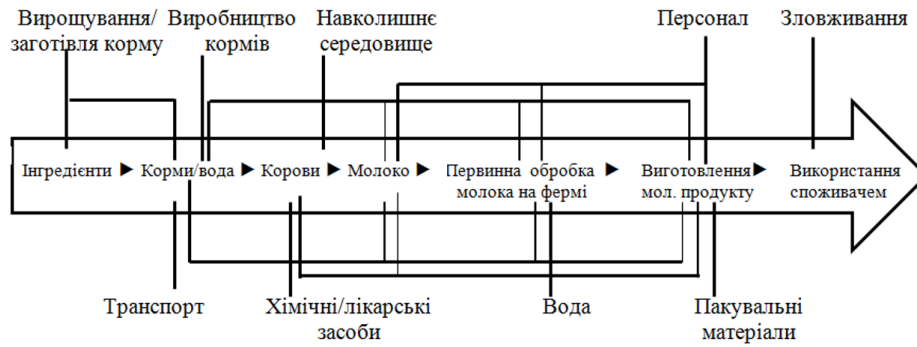 Вирощування/
заготівля корму
Виробництво
кормів
Навколишнє
середовище
Персонал
Зловживання
Інгредієнти
Корми/вода
Корови
Молоко
Первинна обробка
молока на фермі
Виготовлення
мол. продукту
Використання
споживачем
Транспорт
Хімічні/лікарські
засоби
Вода
Пакувальні
матеріали